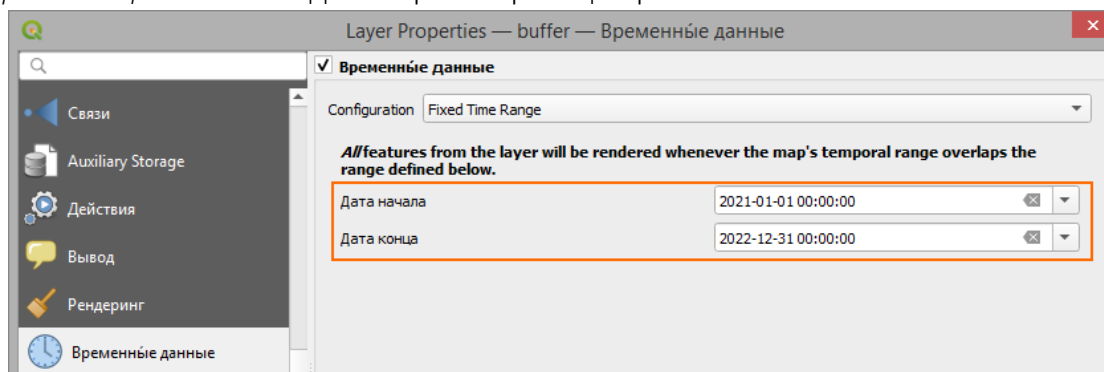 Layer Properties — buffer — Временны́е данные
Временны́е данные
Связи
Configuration Fixed Time Range
Auxiliary Storage
All features from the layer will be rendered whenever the map's temporal range overlaps the
range defined below.
Действия
Дата начала 2021-01-01 00:00:00
Дата конца 2022-12-31 00:00:00
Вывод
Рендеринг
Временны́е данные